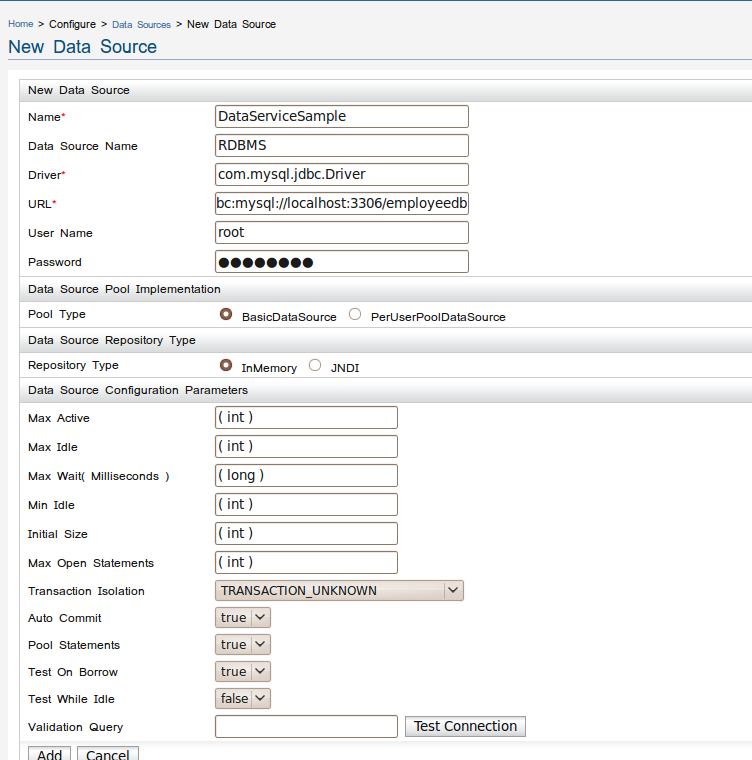 Home > Configure > Data Sources > New Data Source
New Data Source
New Data Source
Name* DataServiceSample
Data Source Name RDBMS
Driver* com.mysql.jdbc.Driver
URL* bc:mysql://localhost:3306/employeedb
User Name root
Password ●●●●●●●●
Data Source Pool Implementation
Pool Type BasicDataSource PerUserPoolDataSource
Data Source Repository Type
Repository Type InMemory JNDI
Data Source Configuration Parameters
Max Active ( int )
Max Idle ( int )
Max Wait( Milliseconds ) ( long )
Min Idle ( int )
Initial Size ( int )
Max Open Statements ( int )
Transaction Isolation TRANSACTION_UNKNOWN
Auto Commit true
Pool Statements true
Test On Borrow true
Test While Idle false
Validation Query Test Connection
Add Cancel